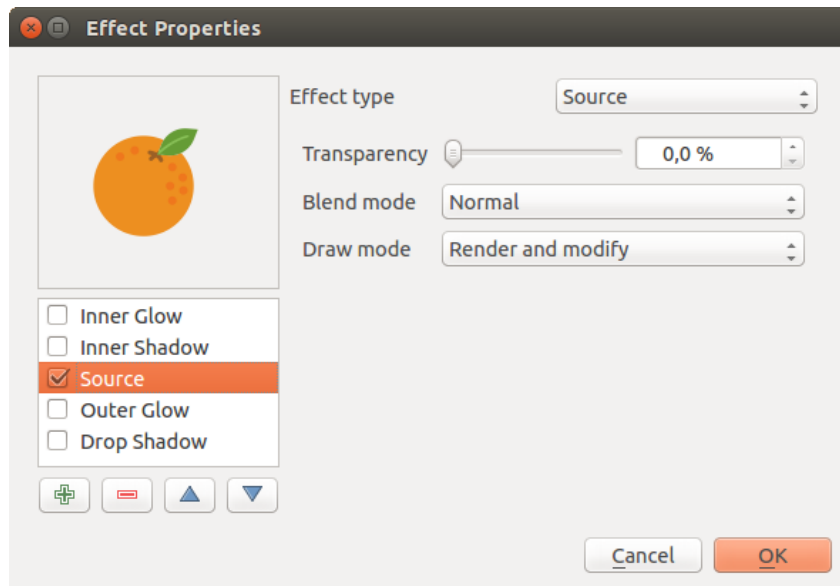 Effect Properties
Effect type
Source
Transparency
0,0 %
Blend mode
Normal
Draw mode
Render and modify
Inner Glow
Inner Shadow
Source
Outer Glow
Drop Shadow
Cancel
OK